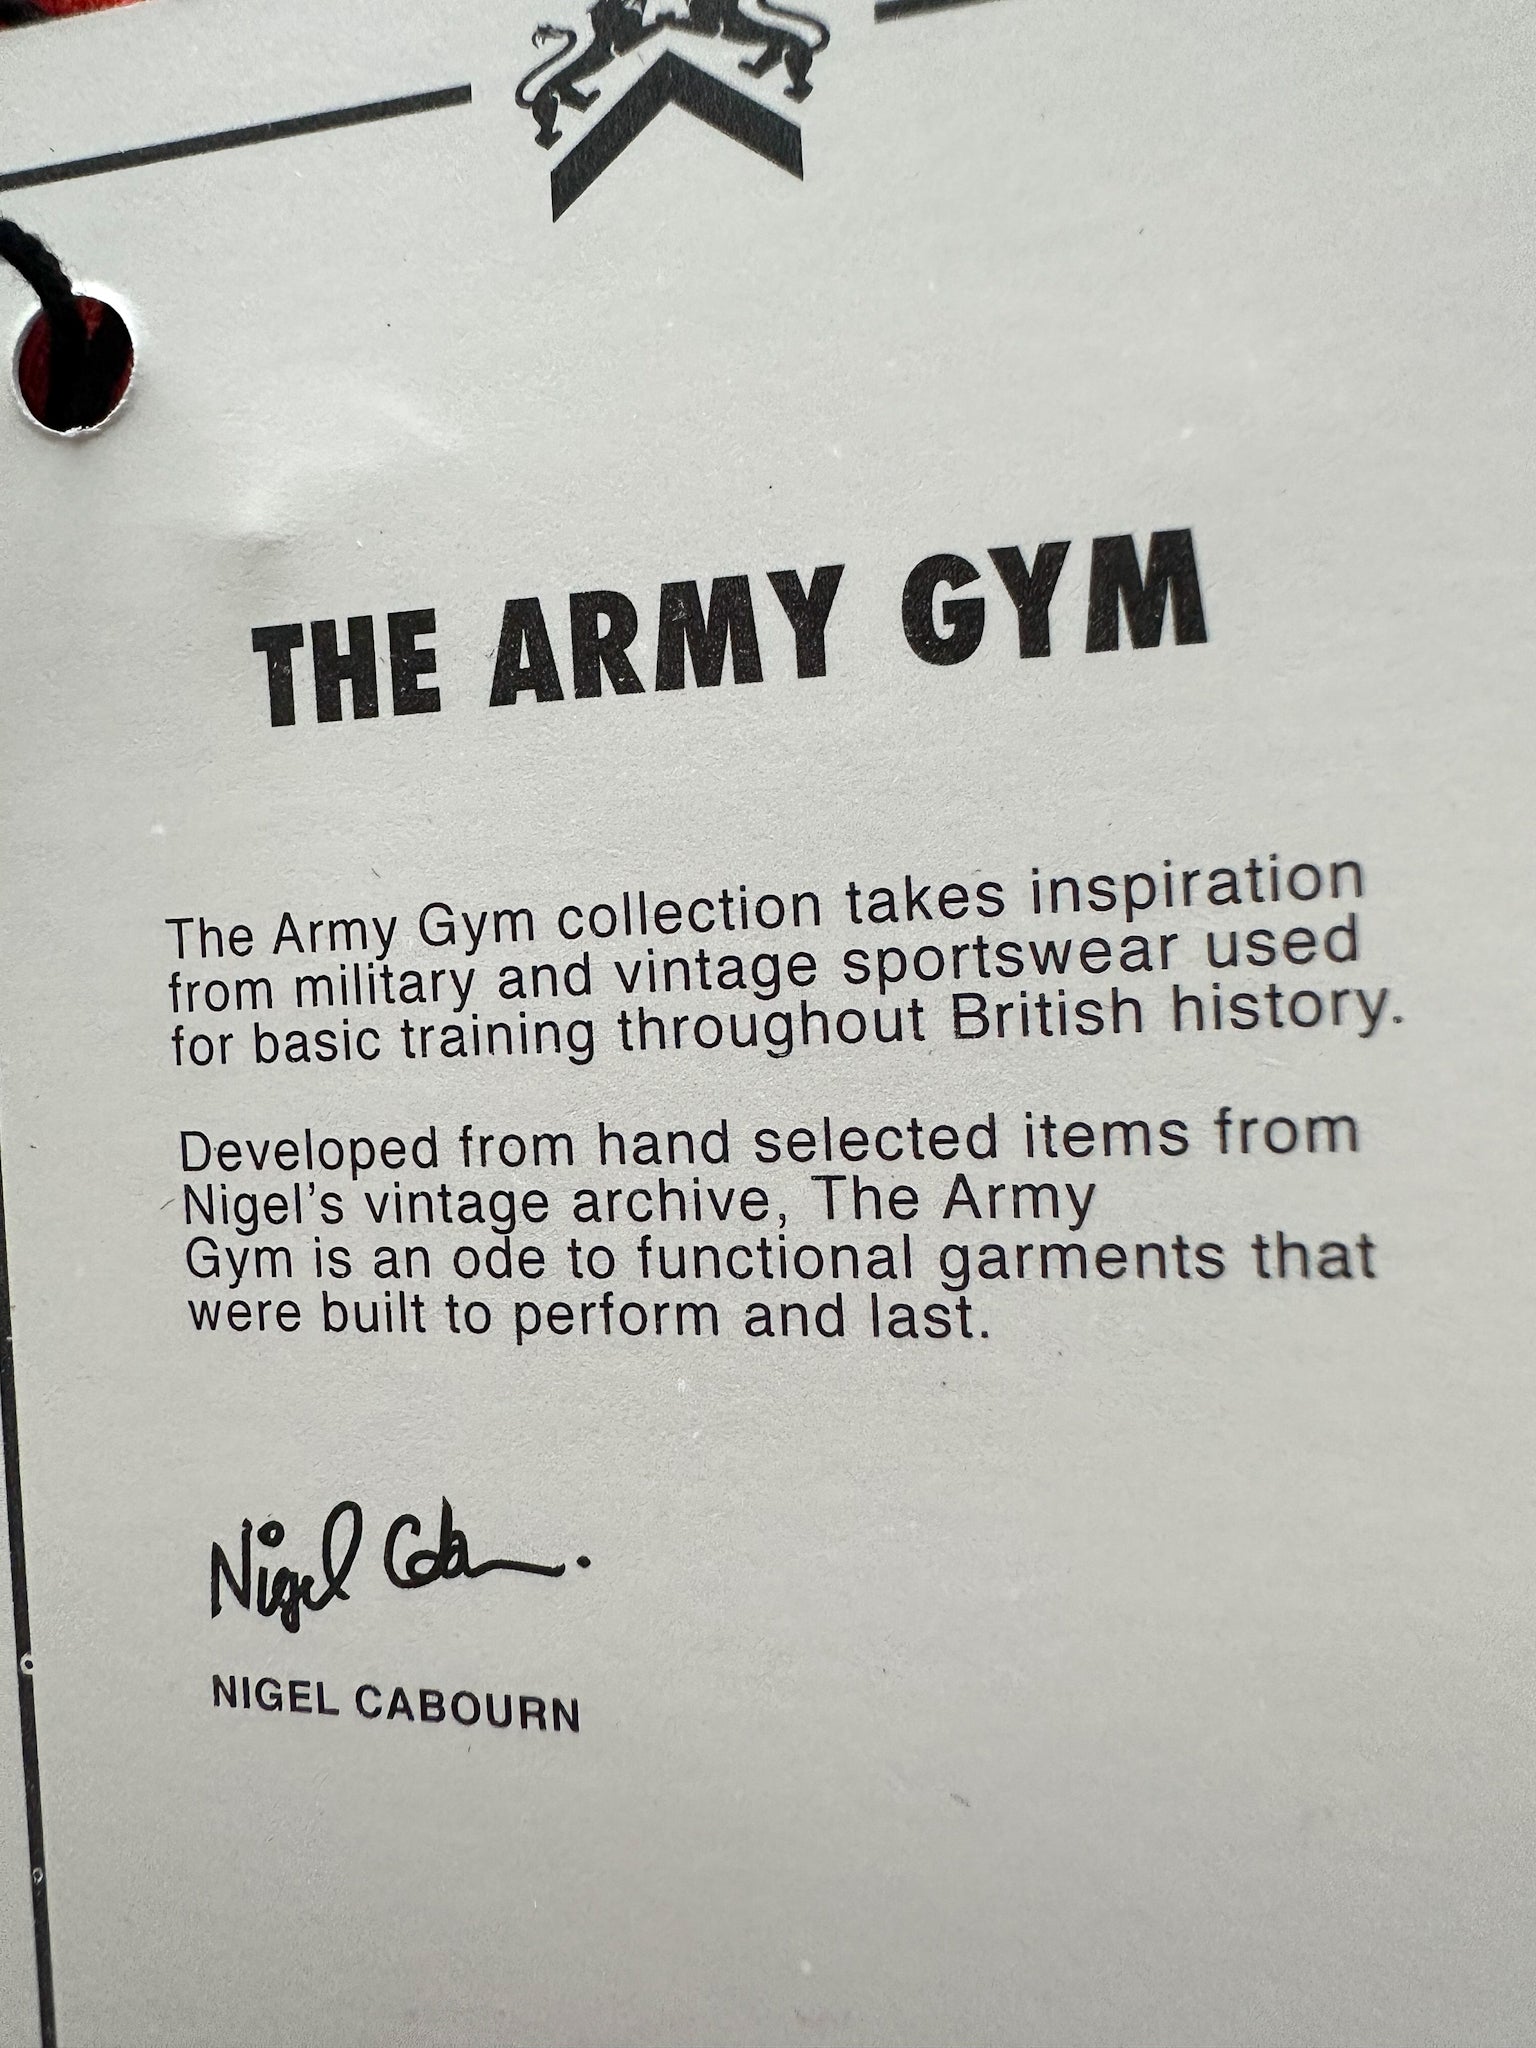 THE ARMY GYM
The Army Gym collection takes inspiration
from military and vintage sportswear used
for basic training throughout British history.
Developed from hand selected items from
Nigel's vintage archive, The Army
Gym is an ode to functional garments that
were built to perform and last.
Nigel Cabourn.
NIGEL CABOURN